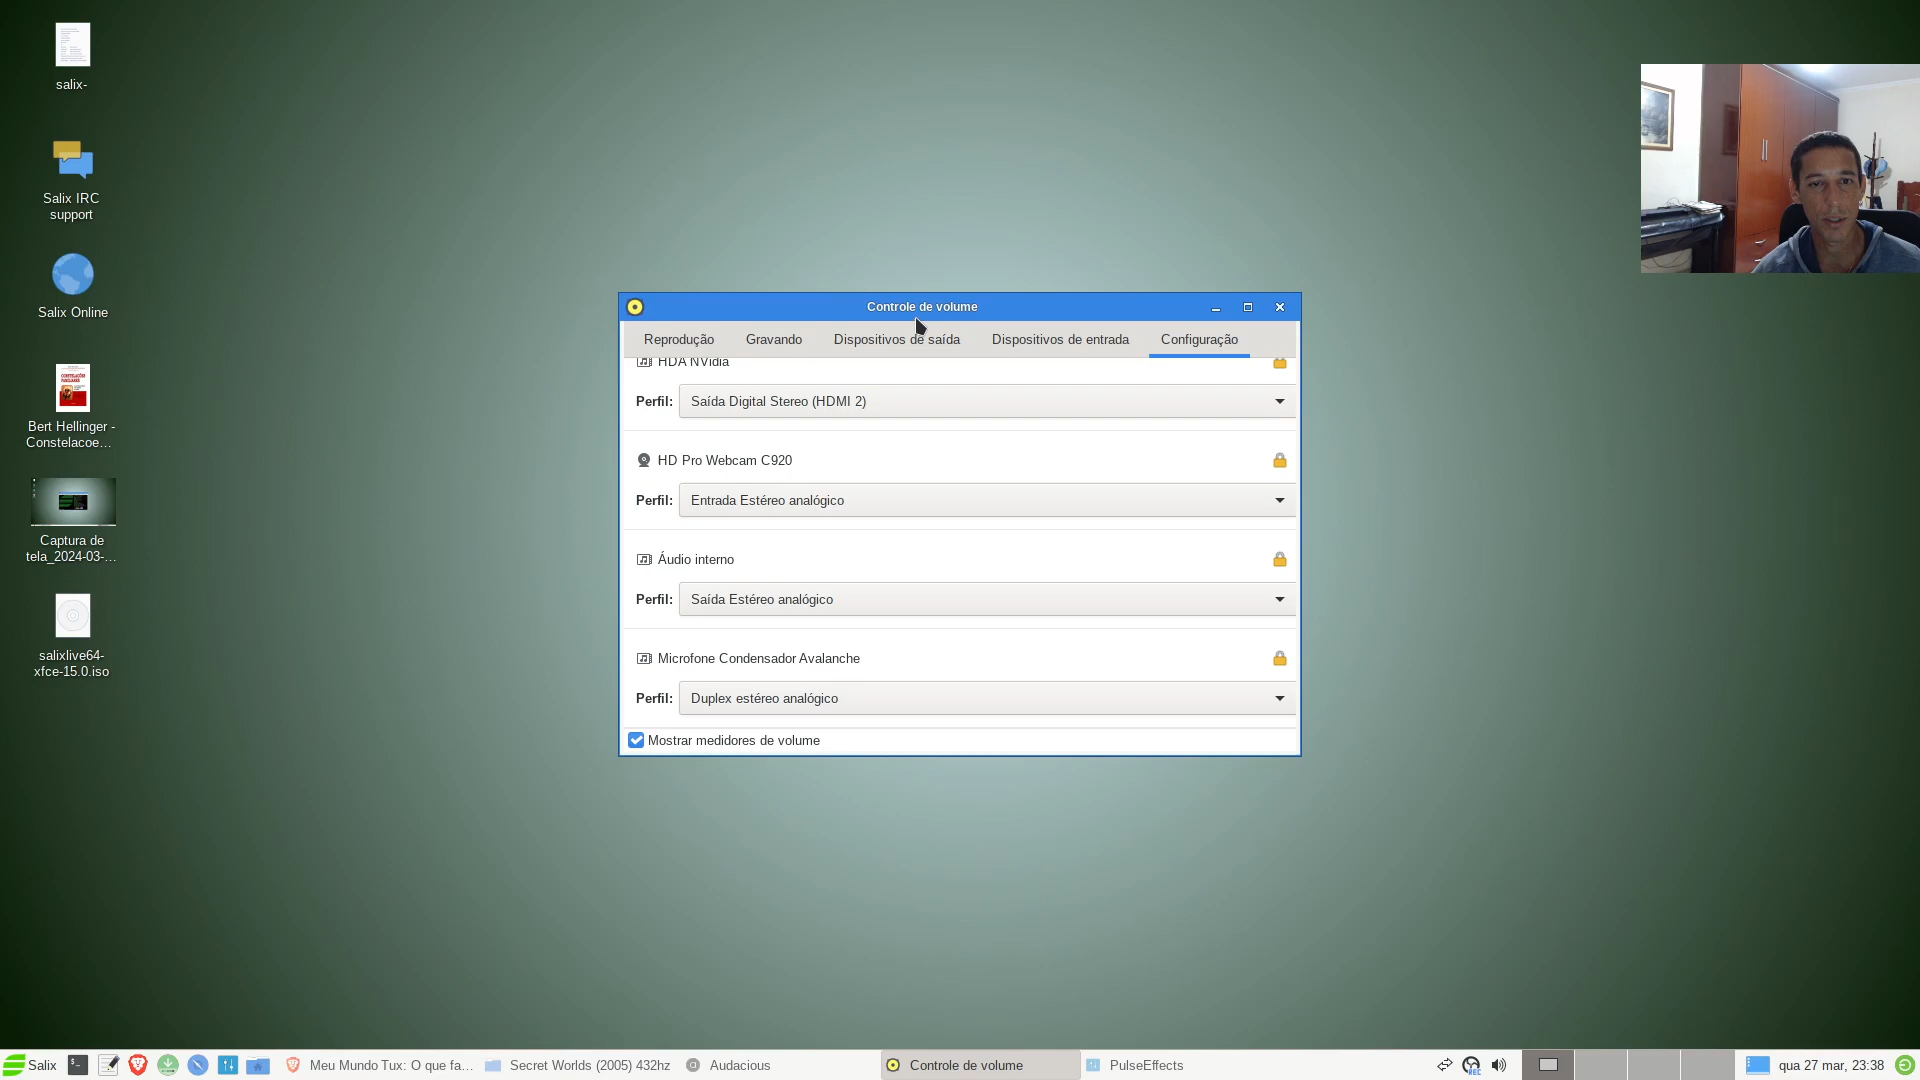 salix-
Salix IRC
support
Salix Online
Bert Hellinger -
Constelacoe...
Captura de
tela_2024-03-...
salixlive64-
xfce-15.0.iso
Controle de volume
Reprodução
Gravando
Dispositivos de saída
Dispositivos de entrada
Configuração
HDA NVidia
Perfil:
Saída Digital Stereo (HDMI 2)
HD Pro Webcam C920
Perfil:
Entrada Estéreo analógico
Áudio interno
Perfil:
Saída Estéreo analógico
Microfone Condensador Avalanche
Perfil:
Duplex estéreo analógico
Mostrar medidores de volume
Salix
Meu Mundo Tux: O que fa...
Secret Worlds (2005) 432hz
Audacious
Controle de volume
PulseEffects
REC
qua 27 mar, 23:38